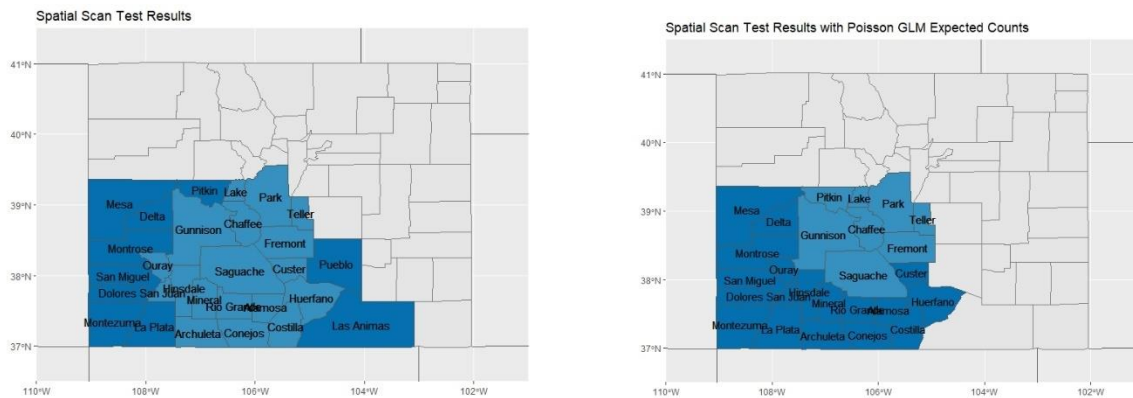 Spatial Scan Test Results
41°N
40°N
39°N
38°N
37°N
110°W
108°W
106°W
104°W
102°W
Pitkin
Lake
Park
Mesa
Delta
Teller
Chaffee
Gunnison
Montrose
Fremont
Ouray
Saguache
Custer
Pueblo
San Miguel
Hinsdale
Dolores San Juan
Mineral
Huerfano
Rio Grande
Alamosa
Montezuma
La Plata
Archuleta
Conejos
Costilla
Las Animas
Spatial Scan Test Results with Poisson GLM Expected Counts
41°N
40°N
39°N
38°N
37°N
110°W
108°W
106°W
104°W
102°W
Pitkin
Lake
Park
Mesa
Delta
Teller
Chaffee
Gunnison
Montrose
Fremont
Ouray
Saguache
Custer
San Miguel
Hinsdale
Dolores San Juan
Mineral
Huerfano
Rio Grande
Alamosa
Montezuma
La Plata
Archuleta
Conejos
Costilla